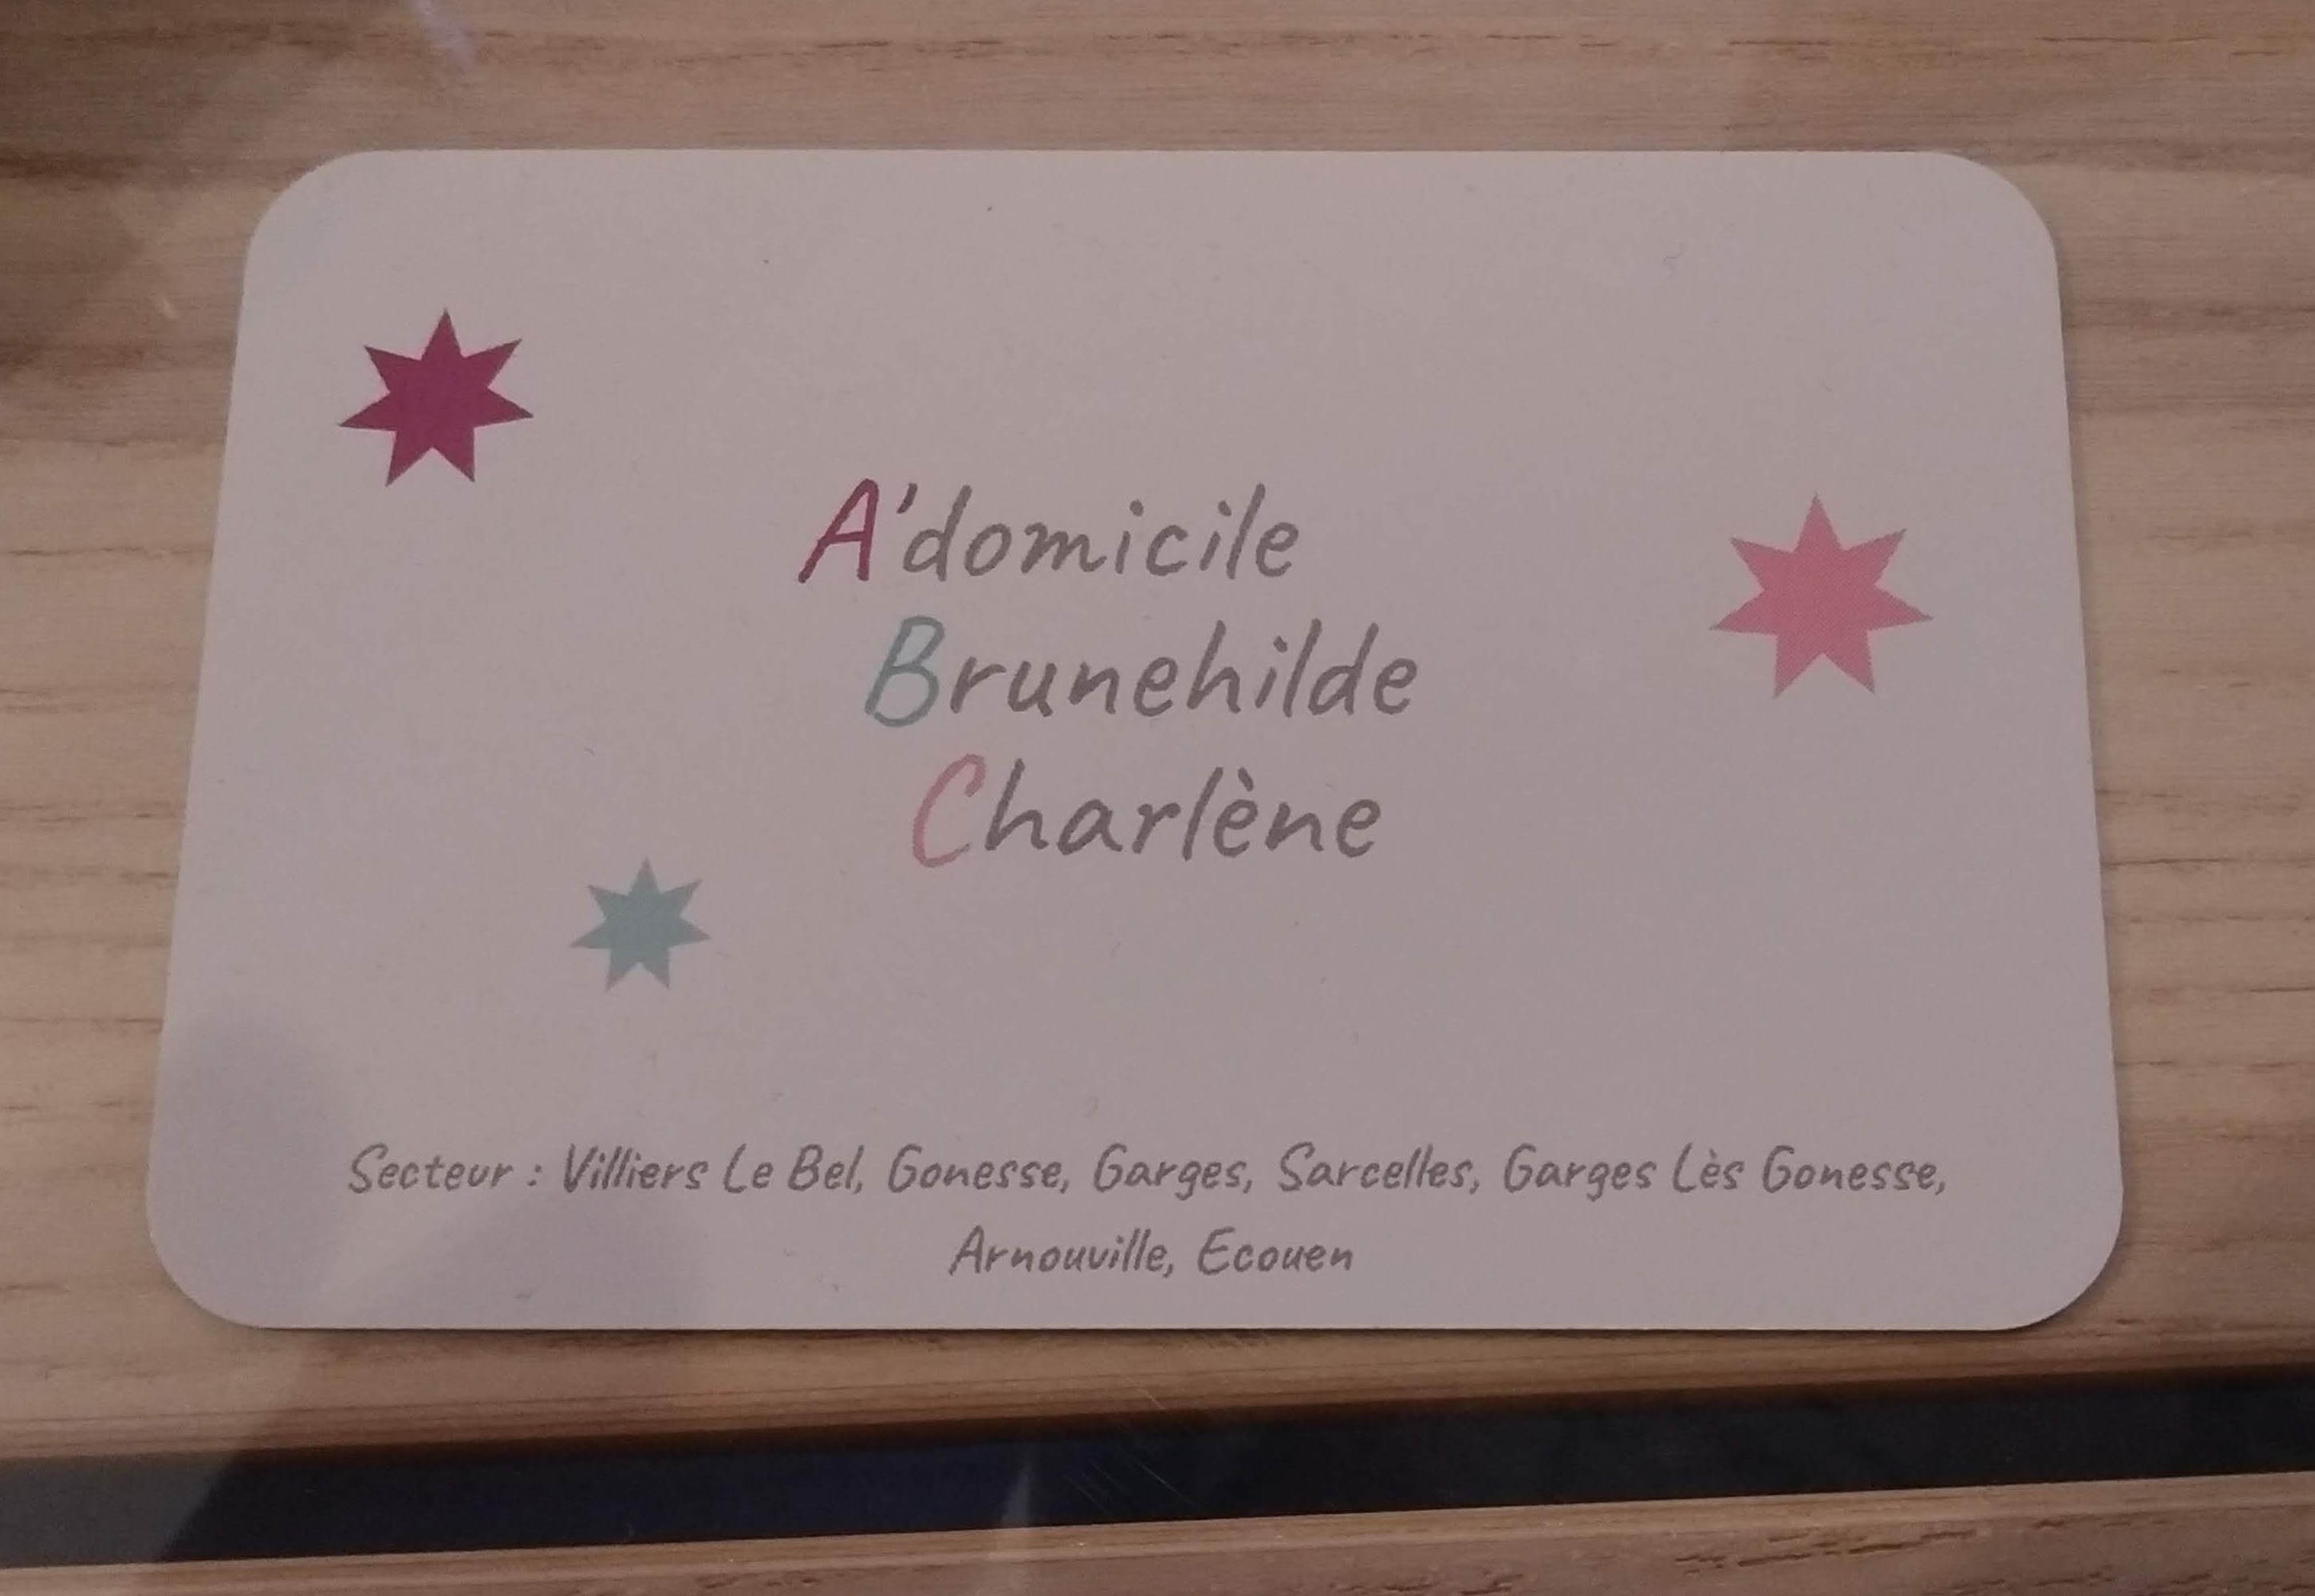 A'domicile
Brunehilde
Charlène
Secteur : Villiers Le Bel, Gonesse, Garges, Sarcelles, Garges Lès Gonesse,
Arnouville, Ecouen